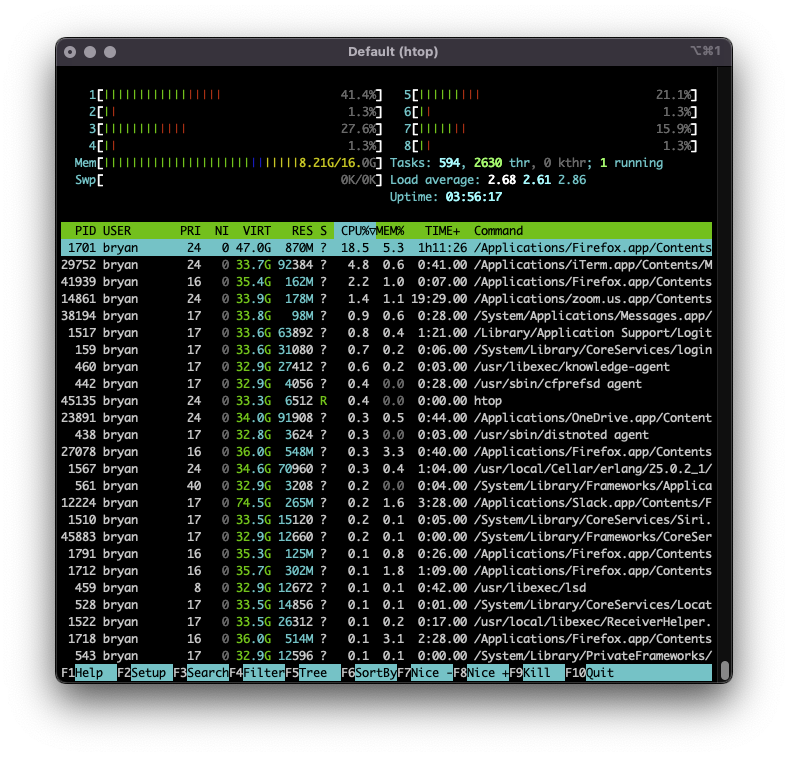 Default (htop)
⌥⌘1
1[||||||||||||||||||||| 41.4%] 5[||||||||||| 21.1%]
2[|| 1.3%] 6[|| 1.3%]
3[||||||||||||||| 27.6%] 7[|||||||| 15.9%]
4[|| 1.3%] 8[|| 1.3%]
Mem[||||||||||||||||||||||||||||||||||8.21G/16.0G] Tasks: 594, 2630 thr, 0 kthr; 1 running
Swp[ 0K/0K] Load average: 2.68 2.61 2.86
Uptime: 03:56:17
PID USER PRI NI VIRT RES S CPU%▽MEM% TIME+ Command
1701 bryan 24 0 47.0G 870M ? 18.5 5.3 1h11:26 /Applications/Firefox.app/Contents
29752 bryan 24 0 33.7G 92384 ? 4.8 0.6 0:41.00 /Applications/iTerm.app/Contents/M
41939 bryan 16 0 35.4G 162M ? 2.2 1.0 0:07.00 /Applications/Firefox.app/Contents
14861 bryan 24 0 33.9G 178M ? 1.4 1.1 19:29.00 /Applications/zoom.us.app/Contents
38194 bryan 17 0 33.8G 98M ? 0.9 0.6 0:28.00 /System/Applications/Messages.app/
1517 bryan 17 0 33.6G 63892 ? 0.8 0.4 1:21.00 /Library/Application Support/Logit
159 bryan 17 0 33.6G 31080 ? 0.7 0.2 0:06.00 /System/Library/CoreServices/login
460 bryan 17 0 32.9G 27412 ? 0.6 0.2 0:03.00 /usr/libexec/knowledge-agent
442 bryan 17 0 32.9G 4056 ? 0.4 0.0 0:28.00 /usr/sbin/cfprefsd agent
45135 bryan 24 0 33.3G 6512 R 0.4 0.0 0:00.00 htop
23891 bryan 24 0 34.0G 91908 ? 0.3 0.5 0:44.00 /Applications/OneDrive.app/Content
438 bryan 17 0 32.8G 3624 ? 0.3 0.0 0:03.00 /usr/sbin/distnoted agent
27078 bryan 16 0 36.0G 548M ? 0.3 3.3 0:40.00 /Applications/Firefox.app/Contents
1567 bryan 24 0 34.6G 70960 ? 0.3 0.4 1:04.00 /usr/local/Cellar/erlang/25.0.2_1/
561 bryan 40 0 32.9G 3208 ? 0.2 0.0 0:04.00 /System/Library/Frameworks/Applica
12224 bryan 17 0 74.5G 265M ? 0.2 1.6 3:28.00 /Applications/Slack.app/Contents/F
1510 bryan 17 0 33.5G 15120 ? 0.2 0.1 0:05.00 /System/Library/CoreServices/Siri.
45883 bryan 17 0 32.9G 12660 ? 0.2 0.1 0:00.00 /System/Library/Frameworks/CoreSer
1791 bryan 16 0 35.3G 125M ? 0.1 0.8 0:26.00 /Applications/Firefox.app/Contents
1712 bryan 16 0 35.7G 302M ? 0.1 1.8 1:09.00 /Applications/Firefox.app/Contents
459 bryan 8 0 32.9G 12672 ? 0.1 0.1 0:42.00 /usr/libexec/lsd
528 bryan 17 0 33.5G 14856 ? 0.1 0.1 0:01.00 /System/Library/CoreServices/Locat
1522 bryan 17 0 33.5G 26312 ? 0.1 0.2 0:17.00 /usr/local/libexec/ReceiverHelper.
1718 bryan 16 0 36.0G 514M ? 0.1 3.1 2:28.00 /Applications/Firefox.app/Contents
543 bryan 17 0 32.9G 12596 ? 0.1 0.1 0:00.00 /System/Library/PrivateFrameworks/
F1Help F2Setup F3SearchF4FilterF5Tree F6SortByF7Nice -F8Nice +F9Kill F10Quit